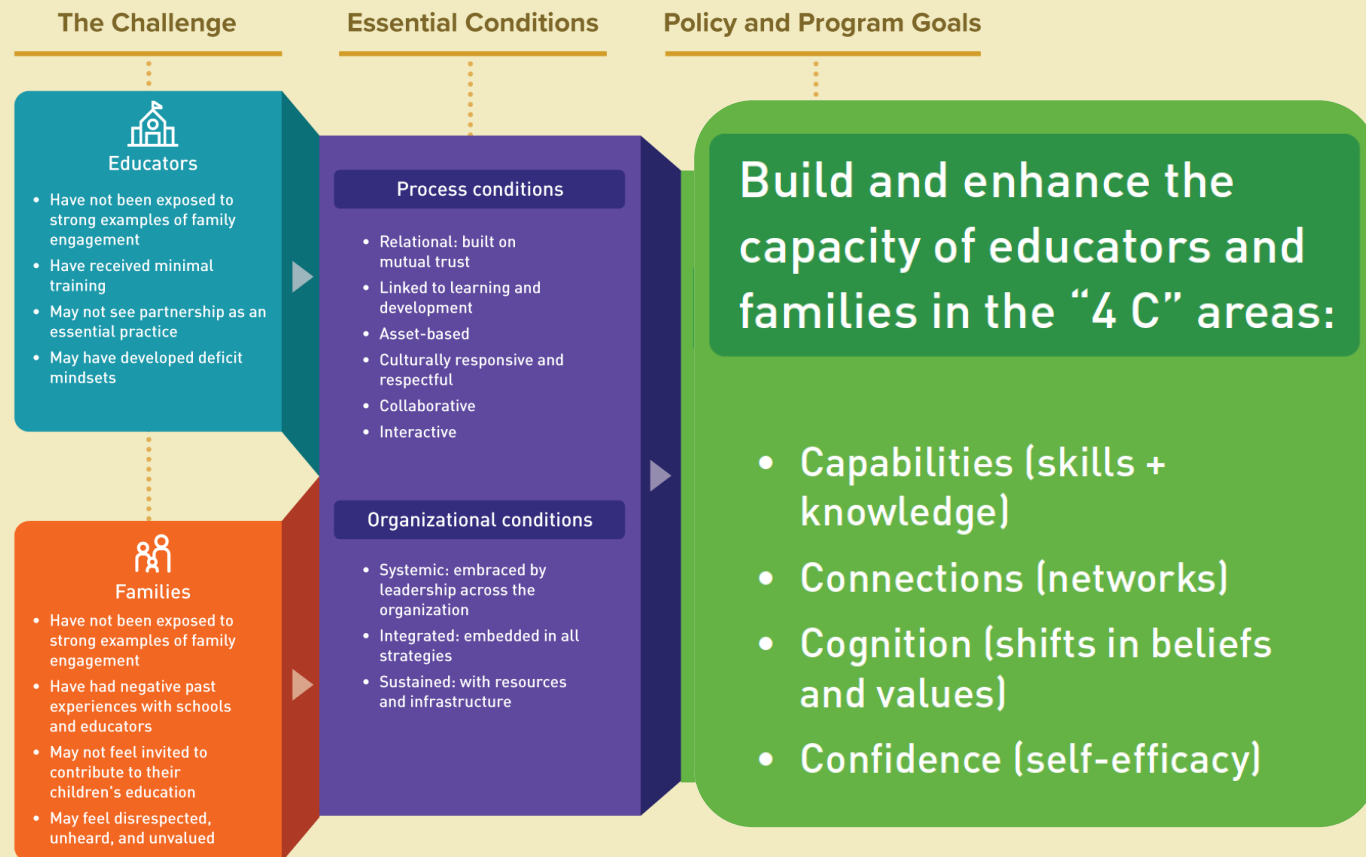 The Challenge
Essential Conditions
Policy and Program Goals
Educators
• Have not been exposed to
strong examples of family
engagement
• Have received minimal
training
• May not see partnership as an
essential practice
• May have developed deficit
mindsets
Families
• Have not been exposed to
strong examples of family
engagement
• Have had negative past
experiences with schools
and educators
• May not feel invited to
contribute to their
children's education
• May feel disrespected,
unheard, and unvalued
Process conditions
• Relational: built on
mutual trust
• Linked to learning and
development
• Asset-based
• Culturally responsive and
respectful
• Collaborative
• Interactive
Organizational conditions
• Systemic: embraced by
leadership across the
organization
• Integrated: embedded in all
strategies
• Sustained: with resources
and infrastructure
Build and enhance the
capacity of educators and
families in the “4 C” areas:
• Capabilities (skills +
knowledge)
• Connections (networks)
• Cognition (shifts in beliefs
and values)
• Confidence (self-efficacy)